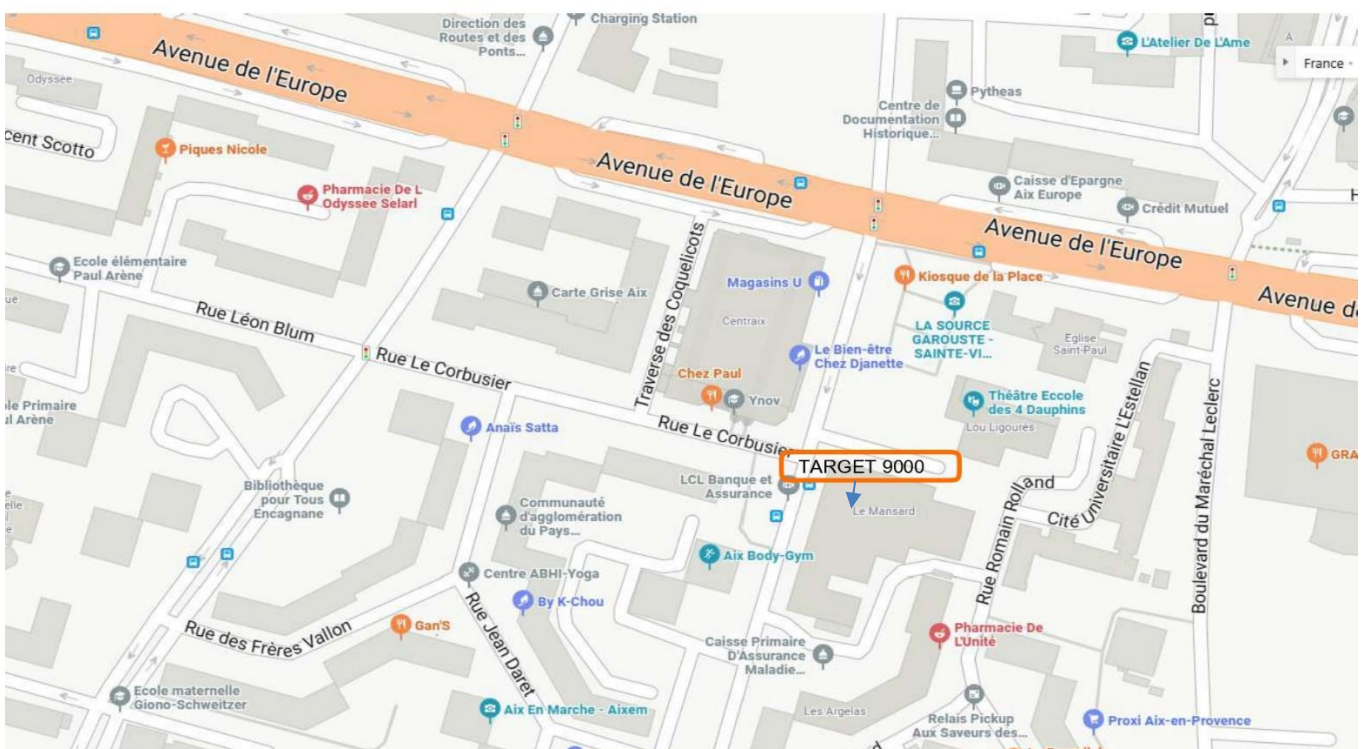 Direction des
Routes et des
Ponts...
Charging Station
L'Atelier De L'Ame
France
Avenue de l'Europe
Odyssée
cent Scotto
Piques Nicole
Pharmacie De L
Odyssee Selarl
Pytheas
Centre de
Documentation
Historique...
Avenue de l'Europe
Caisse d'Epargne
Aix Europe
Crédit Mutuel
Avenue de l'Europe
Avenue d
Ecole élémentaire
Paul Arène
Carte Grise Aix
Traverse des Coquelicots
Magasins U
Centraix
Kiosque de la Place
LA SOURCE
GAROUSTE -
SAINTE-VI...
Eglise
Saint-Paul
Rue Léon Blum
Rue Le Corbusier
Le Bien-être
Chez Djanette
Chez Paul
Ynov
Théâtre Eccole
des 4 Dauphins
Lou Ligourès
Cité Universitaire L'Estellan
Boulevard du Maréchal Leclerc
ole Primaire
ul Arène
Anaïs Satta
Rue Le Corbusier
TARGET 9000
GRA
LCL Banque et
Assurance
Le Mansard
Bibliothèque
pour Tous
Encagnane
Communauté
d'agglomération
du Pays...
Aix Body-Gym
Rue Romain Rolland
Centre ABHI-Yoga
By K-Chou
Gan'S
Rue des Frères Vallon
Rue Jean Daret
Pharmacie De
L'Unité
Caisse Primaire
D'Assurance
Maladie...
Ecole maternelle
Giono-Schweitzer
Aix En Marche - Aixem
Les Argelas
Relais Pickup
Aux Saveurs des...
Proxi Aix-en-Provence